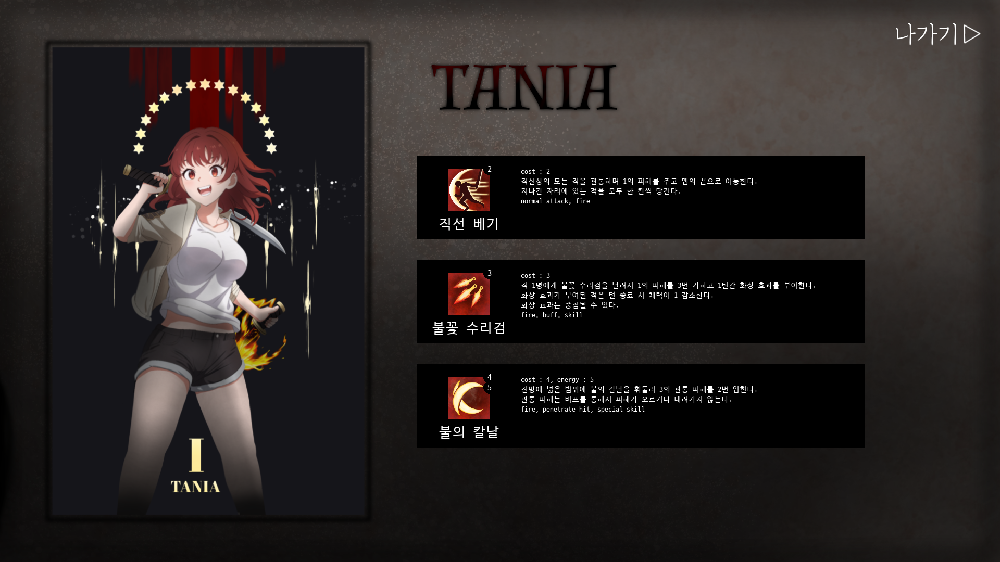 나가기▷
TANIA
2
cost : 2
직선상의 모든 적을 관통하며 1의 피해를 주고 맵의 끝으로 이동한다.
지나간 자리에 있는 적을 모두 한 칸씩 당긴다.
normal attack, fire
직선 베기
3
cost : 3
적 1명에게 불꽃 수리검을 날려서 1의 피해를 3번 가하고 1턴간 화상 효과를 부여한다.
화상 효과가 부여된 적은 턴 종료 시 체력이 1 감소한다.
화상 효과는 중첩될 수 있다.
fire, buff, skill
불꽃 수리검
4
5
cost : 4, energy : 5
전방에 넓은 범위에 불의 칼날을 휘둘러 3의 관통 피해를 2번 입힌다.
관통 피해는 버프를 통해서 피해가 오르거나 내려가지 않는다.
fire, penetrate hit, special skill
불의 칼날
I
TANIA